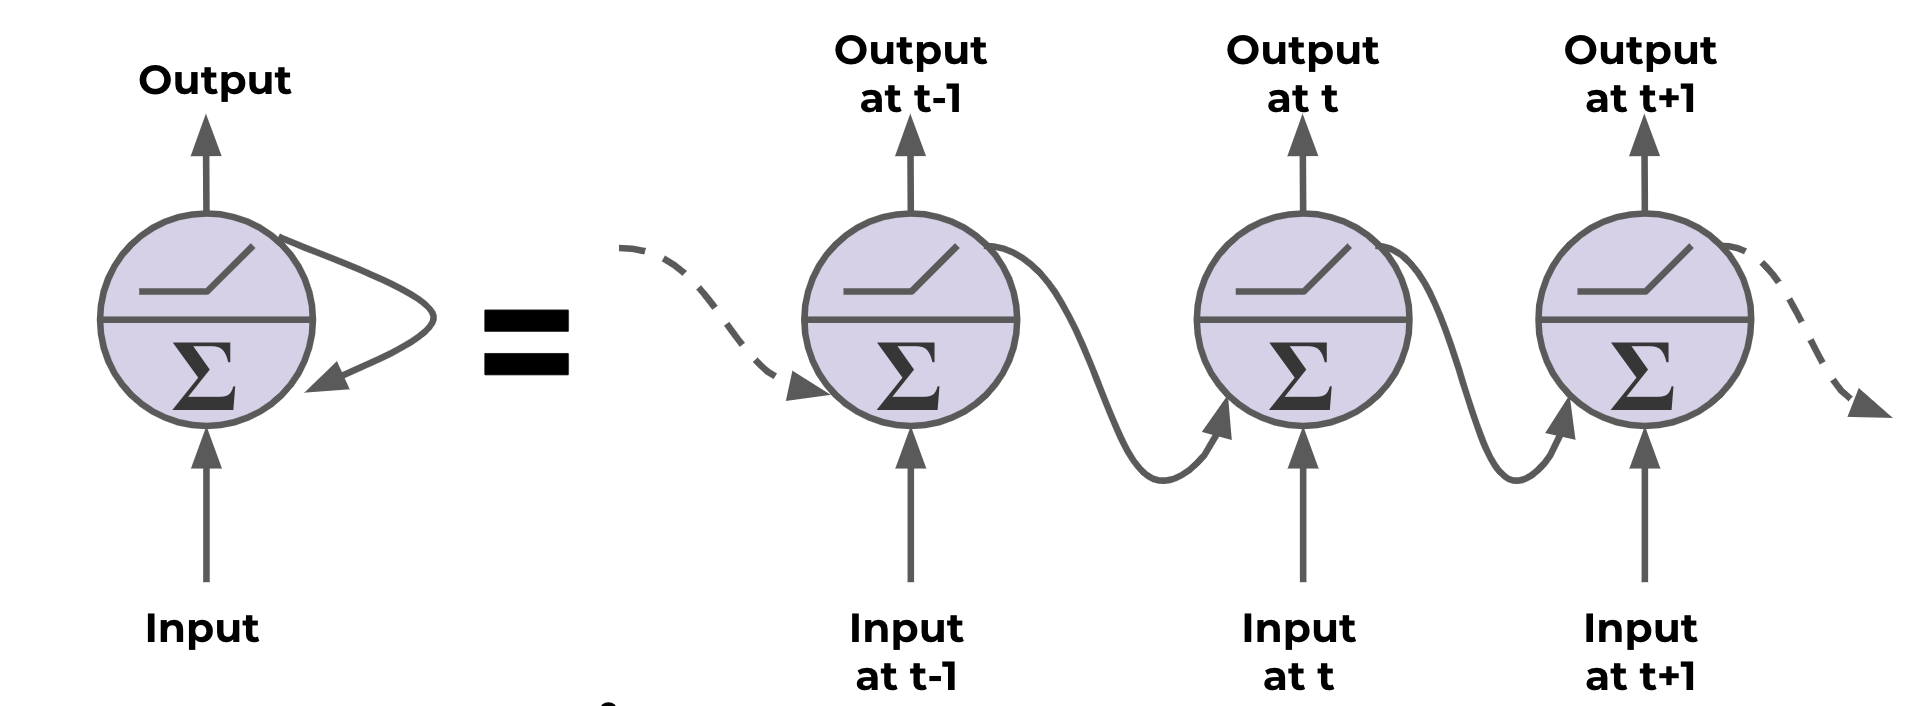 Output
Σ
Input
=
Output
at t-1
Σ
Input
at t-1
Output
at t
Σ
Input
at t
Output
at t+1
Σ
Input
at t+1